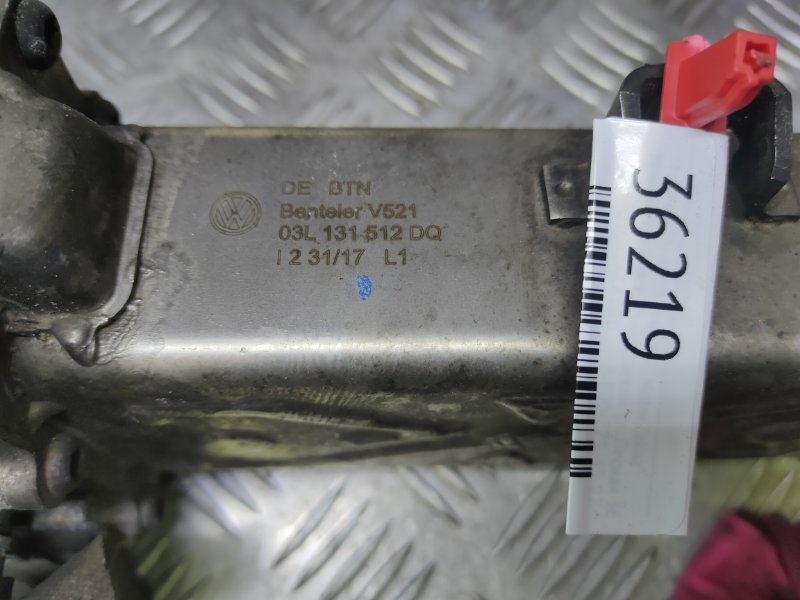 DE BTN
Benteler V521
03L 131 512 DQ
I 2 31/17 L1
36219